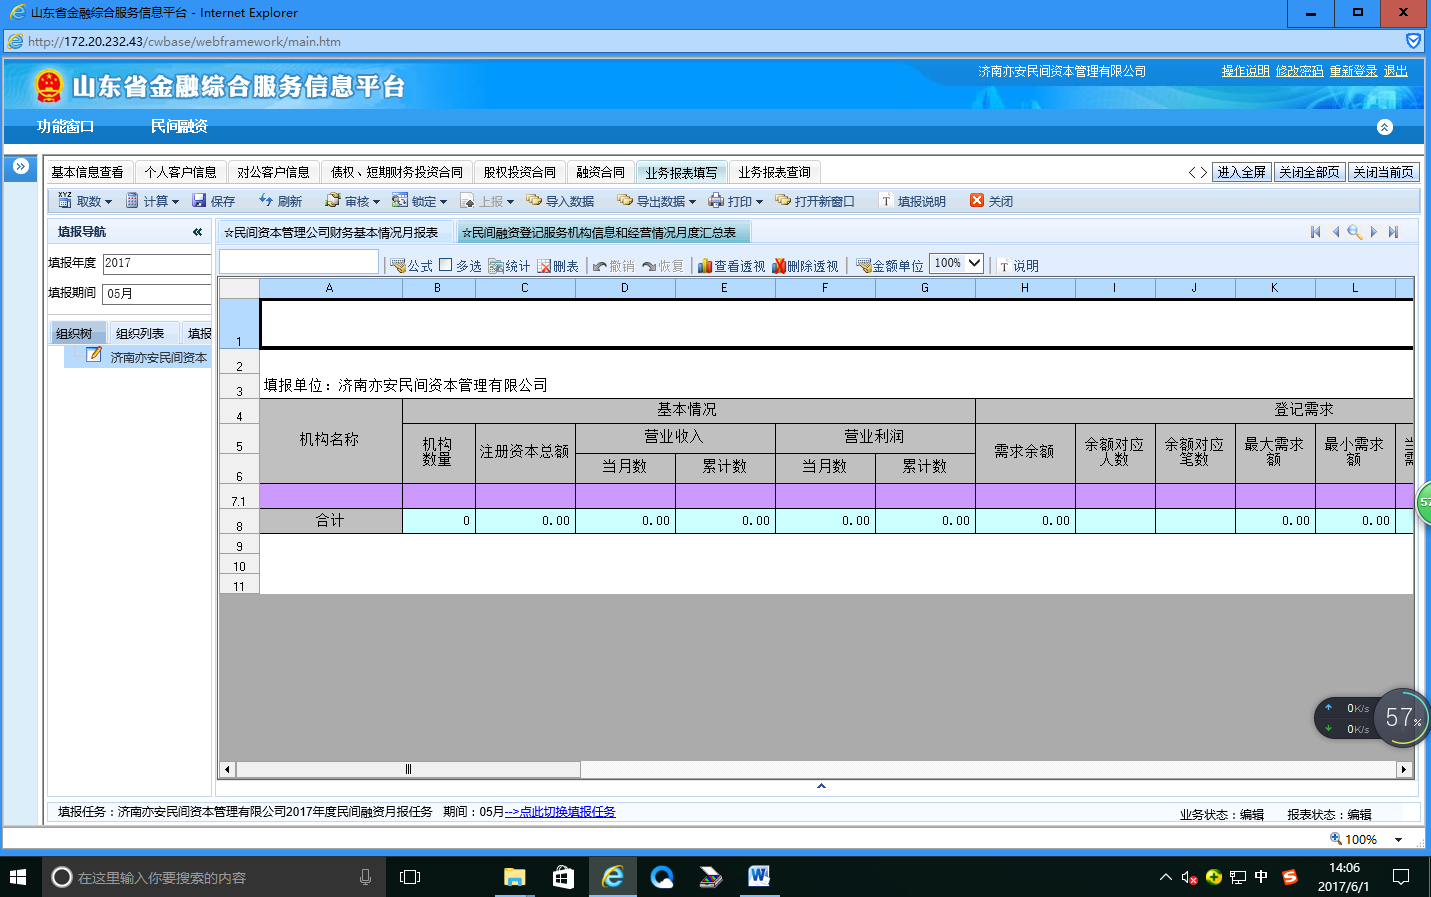 山东省金融综合服务信息平台 - Internet Explorer
http://172.20.232.43/cwbase/webframework/main.htm
山东省金融综合服务信息平台
济南亦安民间资本管理有限公司
操作说明 修改密码 重新登录 退出
功能窗口 民间融资
基本信息查看 个人客户信息 对公客户信息 债权、短期财务投资合同 股权投资合同 融资合同 业务报表填写 业务报表查询
进入全屏 关闭全部页 关闭当前页
取数 计算 保存 刷新 审核 锁定 上报 导入数据 导出数据 打印 打开新窗口 填报说明 关闭
填报导航
☆民间资本管理公司财务基本情况月报表 ☆民间融资登记服务机构信息和经营情况月度汇总表
填报年度 2017
公式 多选 统计 删表 撤销 恢复 查看透视 删除透视 金额单位 100% 说明
填报期间 05月
组织树 组织列表 填报
济南亦安民间资本
A B C D E F G H I J K L
1
2
3 填报单位：济南亦安民间资本管理有限公司
4 基本情况 登记需求
5 机构名称 机构数量 注册资本总额 营业收入 营业利润 需求余额 余额对应人数 余额对应笔数 最大需求额 最小需求额
6 当月数 累计数 当月数 累计数
7.1
8 合计 0 0.00 0.00 0.00 0.00 0.00 0.00 0.00 0.00
9
10
11
57
0K/s
0K/s
57%
填报任务：济南亦安民间资本管理有限公司2017年度民间融资月报任务 期间：05月-->点此切换填报任务
业务状态：编辑 报表状态：编辑
100%
在这里输入你要搜索的内容
中
14:06
2017/6/1